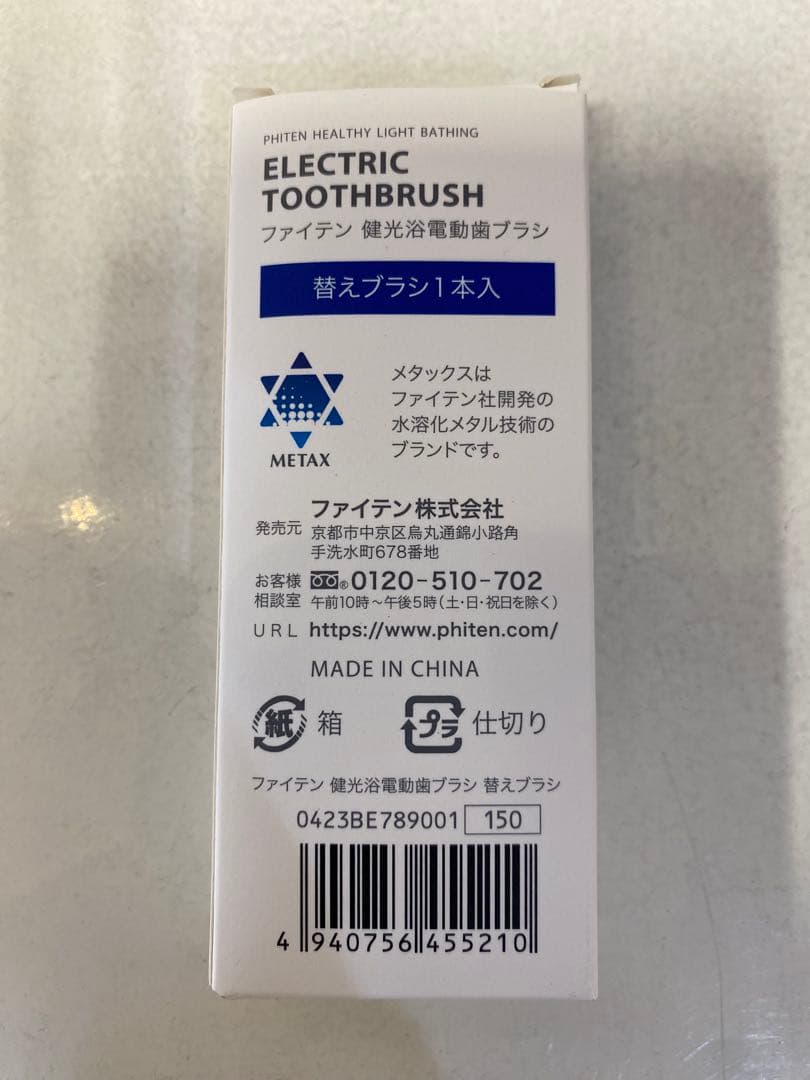 PHITEN HEALTHY LIGHT BATHING
ELECTRIC
TOOTHBRUSH
ファイテン 健光浴電動歯ブラシ
替えブラシ1本入
METAX
メタックスは
ファイテン社開発の
水溶化メタル技術の
ブランドです。
発売元 ファイテン株式会社
京都市中京区烏丸通錦小路角
手洗水町678番地
お客様相談室 ®0120-510-702
午前10時~午後5時(土・日・祝日を除く)
URL https://www.phiten.com/
MADE IN CHINA
紙 箱 プラ 仕切り
ファイテン 健光浴電動歯ブラシ 替えブラシ
0423BE789001 150
4 940756 455210